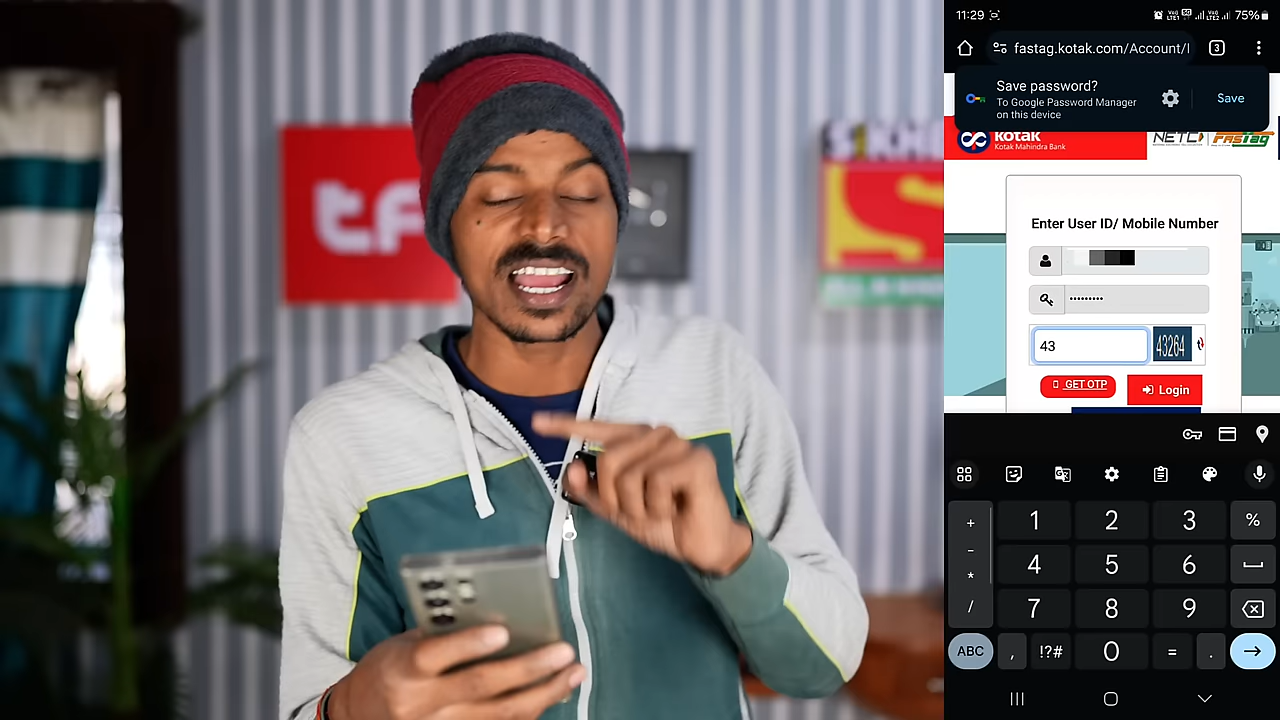 tF
11:29
75%
fastag.kotak.com/Account/
3
Save password?
To Google Password Manager
on this device
Save
kotak
Kotak Mahindra Bank
NETC
FASTag
Enter User ID/ Mobile Number
•••••••••
43
43264
GET OTP
Login
+ 1 2 3 %
- 4 5 6
*
/ 7 8 9
ABC , !?# 0 = .